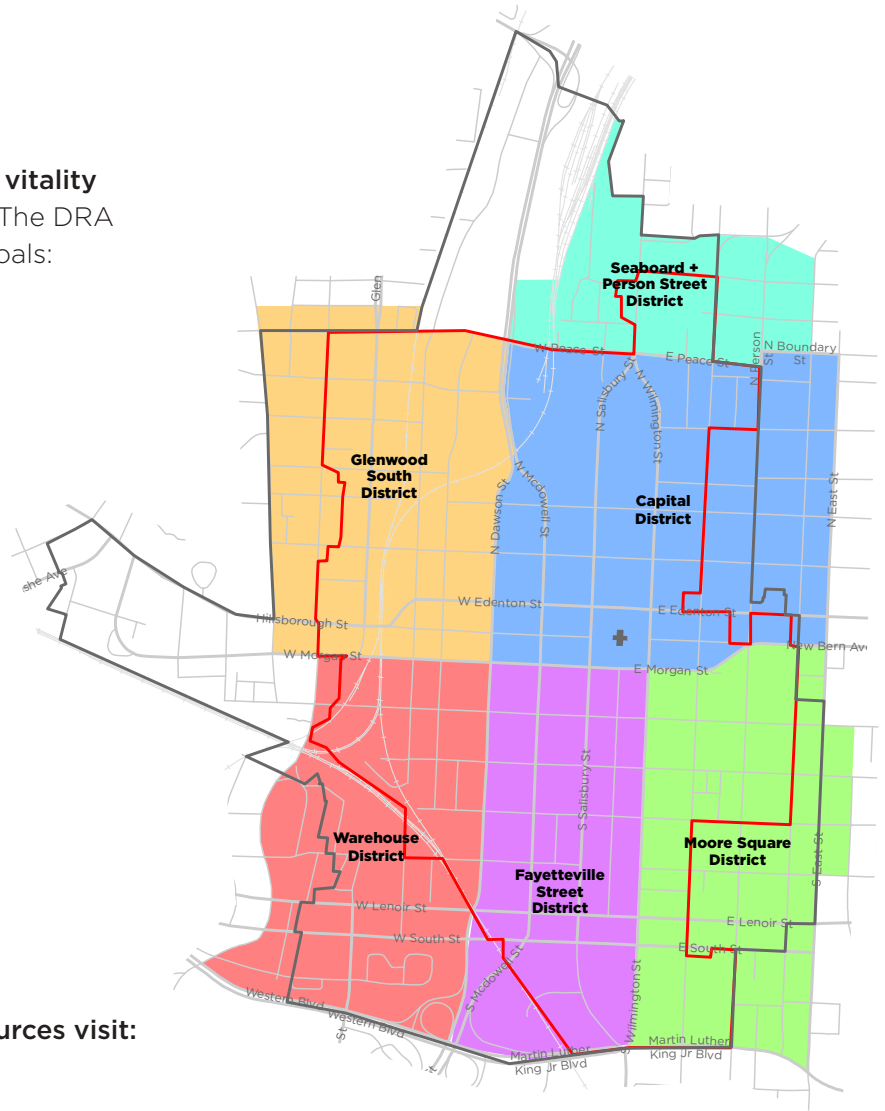 vitality
The DRA
oals:
Seaboard +
Person Street
District
Glen
W Peace St
E Peace St
N Person
St
N Boundary
St
N Salisbury St
N Wilmington St
Glenwood
South
District
N Mcdowell St
N Dawson St
Capital
District
N East St
she Ave
W Edenton St
E Edenton St
Hillsborough St
New Bern Av
W Morgan St
E Morgan St
S Salisbury St
Warehouse
District
Moore Square
District
S East St
Fayetteville
Street
District
W Lenoir St
E Lenoir St
W South St
E South St
S Mcdowell St
S Wilmington St
Western Blvd
Western Blvd
St
urces visit:
Martin Luther
King Jr Blvd
Martin Luther
King Jr Blvd
t